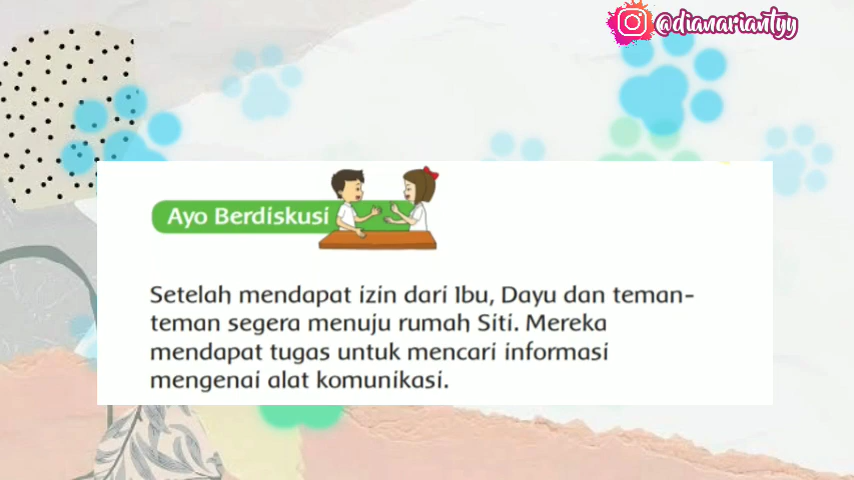 @dianariantyy
Ayo Berdiskusi
Setelah mendapat izin dari Ibu, Dayu dan teman-
teman segera menuju rumah Siti. Mereka
mendapat tugas untuk mencari informasi
mengenai alat komunikasi.